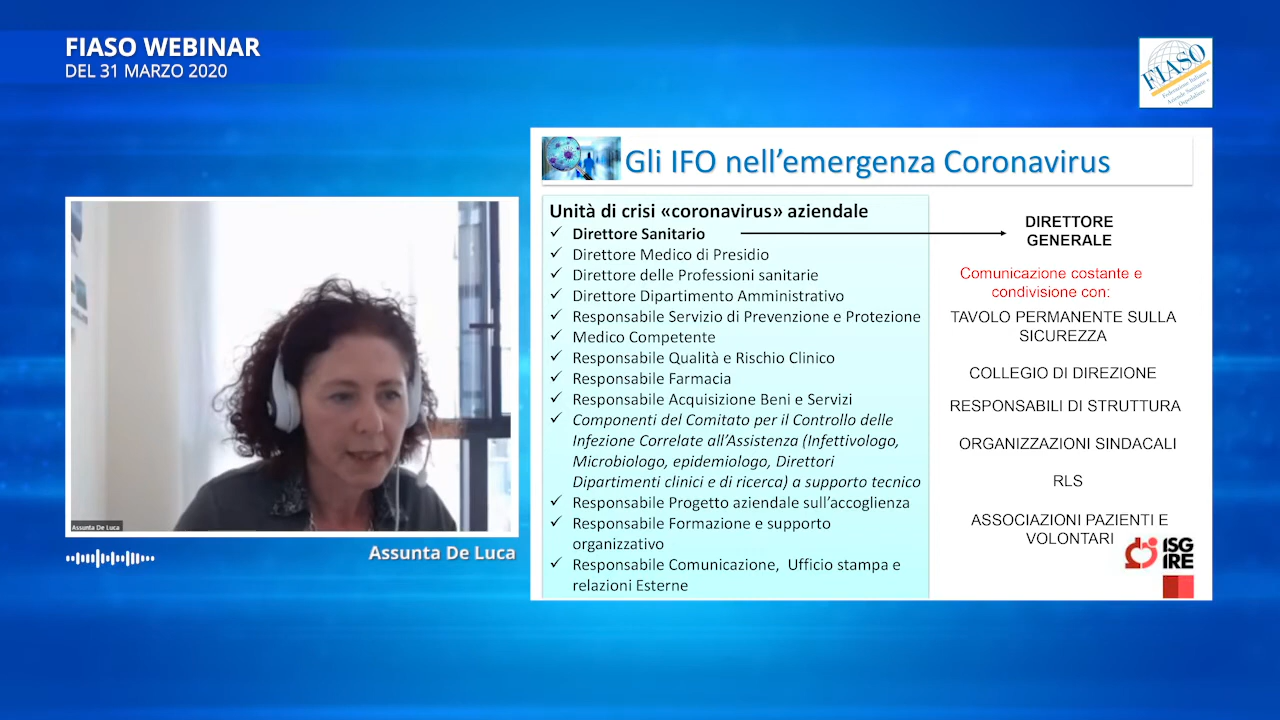 FIASO WEBINAR
DEL 31 MARZO 2020
FIASO
Federazione Italiana
Aziende Sanitarie e
Ospedaliere
Gli IFO nell’emergenza Coronavirus
Unità di crisi «coronavirus» aziendale
✓ Direttore Sanitario
✓ Direttore Medico di Presidio
✓ Direttore delle Professioni sanitarie
✓ Direttore Dipartimento Amministrativo
✓ Responsabile Servizio di Prevenzione e Protezione
✓ Medico Competente
✓ Responsabile Qualità e Rischio Clinico
✓ Responsabile Farmacia
✓ Responsabile Acquisizione Beni e Servizi
✓ Componenti del Comitato per il Controllo delle
Infezione Correlate all’Assistenza (Infettivologo,
Microbiologo, epidemiologo, Direttori
Dipartimenti clinici e di ricerca) a supporto tecnico
✓ Responsabile Progetto aziendale sull’accoglienza
✓ Responsabile Formazione e supporto
organizzativo
✓ Responsabile Comunicazione, Ufficio stampa e
relazioni Esterne
DIRETTORE
GENERALE
Comunicazione costante e
condivisione con:
TAVOLO PERMANENTE SULLA
SICUREZZA
COLLEGIO DI DIREZIONE
RESPONSABILI DI STRUTTURA
ORGANIZZAZIONI SINDACALI
RLS
ASSOCIAZIONI PAZIENTI E
VOLONTARI
ISG
IRE
Assunta De Luca
Assunta De Luca